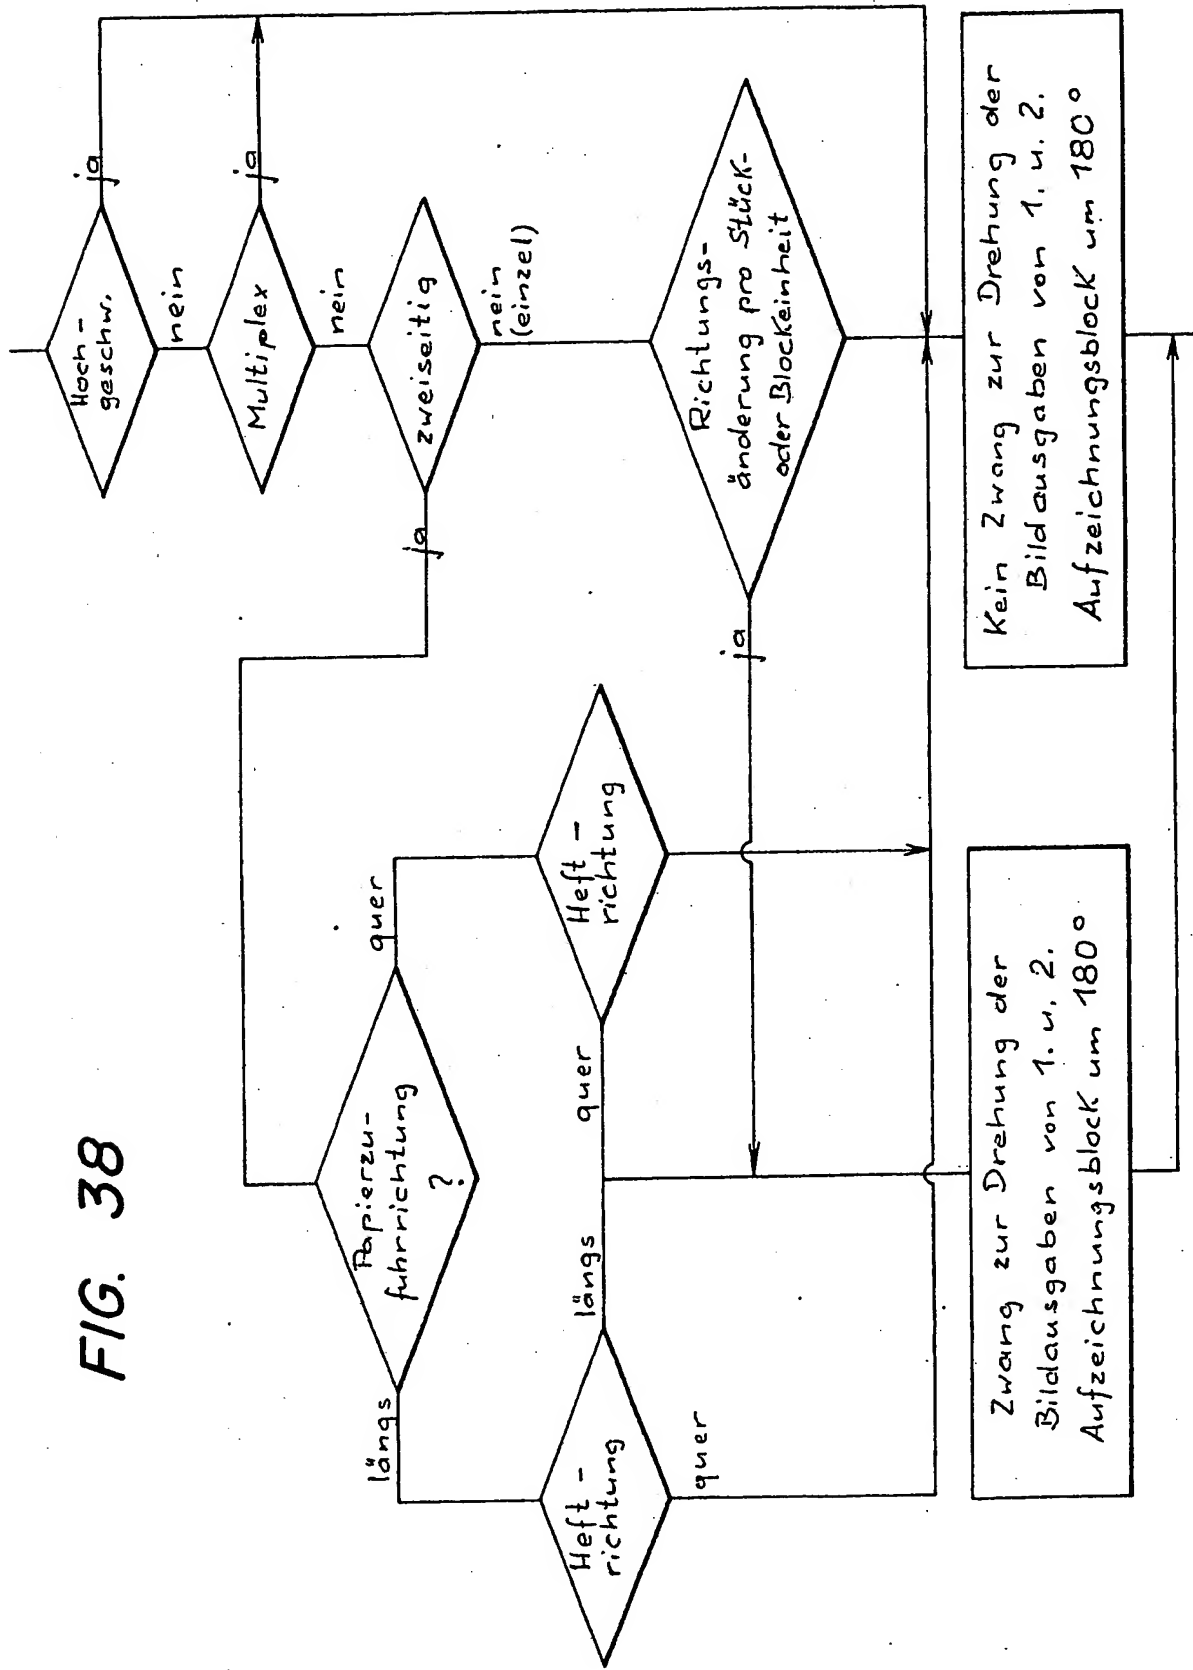 FIG. 38
Hoch-
geschw.
ja
nein
Multiplex
ja
nein
zweiseitig
ja
nein
(einzel)
Papierzu-
fuhrrichtung
?
längs
quer
Heft-
richtung
längs
quer
quer
Heft-
richtung
Richtungs-
änderung pro Stück-
oder Blockeinheit
ja
Zwang zur Drehung der
Bildausgaben von 1. u. 2.
Aufzeichnungsblock um 180°
Kein Zwang zur Drehung der
Bildausgaben von 1. u. 2.
Aufzeichnungsblock um 180°